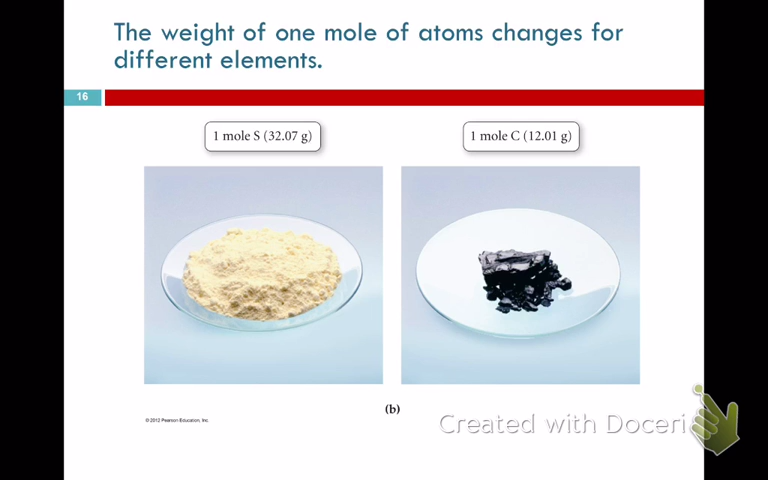 The weight of one mole of atoms changes for
different elements.
16
1 mole S (32.07 g)
1 mole C (12.01 g)
(b)
© 2012 Pearson Education, Inc.
Created with Doceri